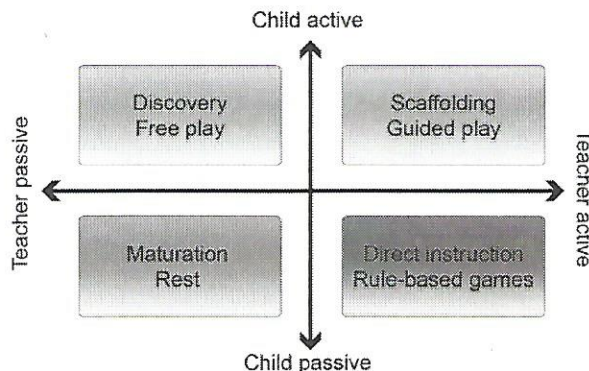 Child active
Discovery
Free play
Scaffolding
Guided play
Teacher passive
Teacher active
Maturation
Rest
Direct instruction
Rule-based games
Child passive